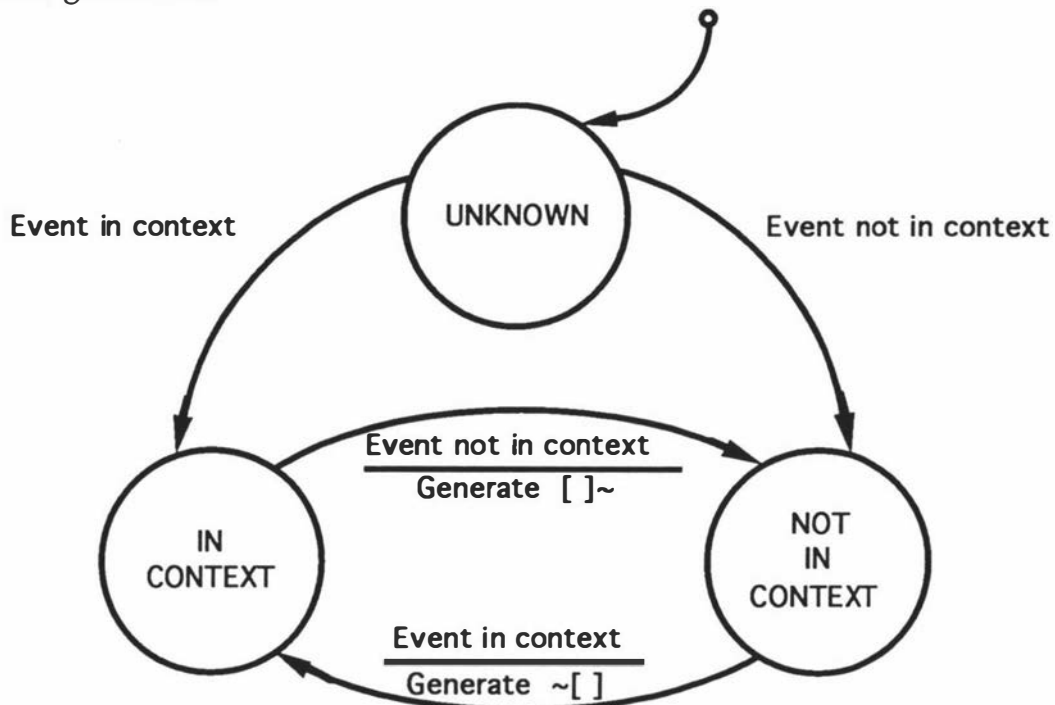 UNKNOWN
Event in context
Event not in context
Event not in context
Generate [ ]~
IN
CONTEXT
NOT
IN
CONTEXT
Event in context
Generate ~[ ]